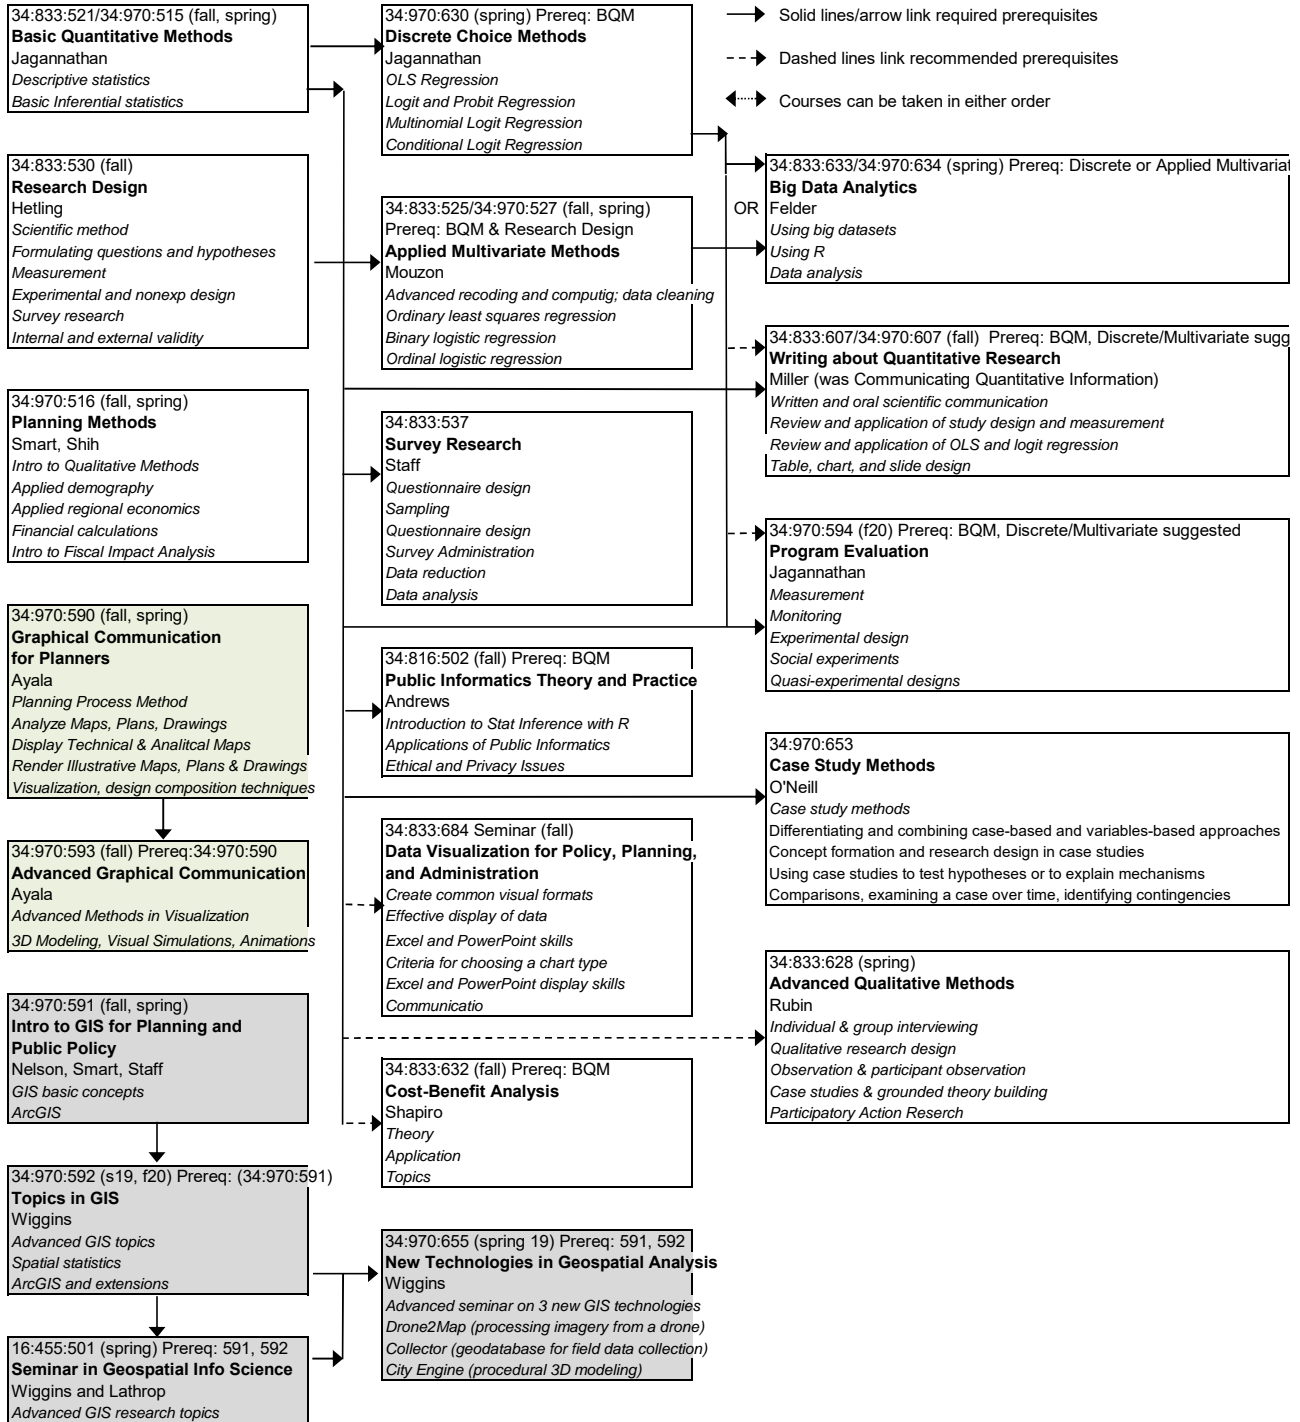 34:833:521/34:970:515 (fall, spring)
Basic Quantitative Methods
Jagannathan
Descriptive statistics
Basic Inferential statistics
34:833:530 (fall)
Research Design
Hetling
Scientific method
Formulating questions and hypotheses
Measurement
Experimental and nonexp design
Survey research
Internal and external validity
34:970:516 (fall, spring)
Planning Methods
Smart, Shih
Intro to Qualitative Methods
Applied demography
Applied regional economics
Financial calculations
Intro to Fiscal Impact Analysis
34:970:590 (fall, spring)
Graphical Communication
for Planners
Ayala
Planning Process Method
Analyze Maps, Plans, Drawings
Display Technical & Analitcal Maps
Render Illustrative Maps, Plans & Drawings
Visualization, design composition techniques
34:970:593 (fall) Prereq:34:970:590
Advanced Graphical Communication
Ayala
Advanced Methods in Visualization
3D Modeling, Visual Simulations, Animations
34:970:591 (fall, spring)
Intro to GIS for Planning and
Public Policy
Nelson, Smart, Staff
GIS basic concepts
ArcGIS
34:970:592 (s19, f20) Prereq: (34:970:591)
Topics in GIS
Wiggins
Advanced GIS topics
Spatial statistics
ArcGIS and extensions
16:455:501 (spring) Prereq: 591, 592
Seminar in Geospatial Info Science
Wiggins and Lathrop
Advanced GIS research topics
34:970:630 (spring) Prereq: BQM
Discrete Choice Methods
Jagannathan
OLS Regression
Logit and Probit Regression
Multinomial Logit Regression
Conditional Logit Regression
34:833:525/34:970:527 (fall, spring)
Prereq: BQM & Research Design
Applied Multivariate Methods
Mouzon
Advanced recoding and computig; data cleaning
Ordinary least squares regression
Binary logistic regression
Ordinal logistic regression
34:833:537
Survey Research
Staff
Questionnaire design
Sampling
Questionnaire design
Survey Administration
Data reduction
Data analysis
34:816:502 (fall) Prereq: BQM
Public Informatics Theory and Practice
Andrews
Introduction to Stat Inference with R
Applications of Public Informatics
Ethical and Privacy Issues
34:833:684 Seminar (fall)
Data Visualization for Policy, Planning,
and Administration
Create common visual formats
Effective display of data
Excel and PowerPoint skills
Criteria for choosing a chart type
Excel and PowerPoint display skills
Communicatio
34:833:632 (fall) Prereq: BQM
Cost-Benefit Analysis
Shapiro
Theory
Application
Topics
34:970:655 (spring 19) Prereq: 591, 592
New Technologies in Geospatial Analysis
Wiggins
Advanced seminar on 3 new GIS technologies
Drone2Map (processing imagery from a drone)
Collector (geodatabase for field data collection)
City Engine (procedural 3D modeling)
Solid lines/arrow link required prerequisites
Dashed lines link recommended prerequisites
Courses can be taken in either order
OR
34:833:633/34:970:634 (spring) Prereq: Discrete or Applied Multivariat
Big Data Analytics
Felder
Using big datasets
Using R
Data analysis
34:833:607/34:970:607 (fall)  Prereq: BQM, Discrete/Multivariate sugg
Writing about Quantitative Research
Miller (was Communicating Quantitative Information)
Written and oral scientific communication
Review and application of study design and measurement
Review and application of OLS and logit regression
Table, chart, and slide design
34:970:594 (f20) Prereq: BQM, Discrete/Multivariate suggested
Program Evaluation
Jagannathan
Measurement
Monitoring
Experimental design
Social experiments
Quasi-experimental designs
34:970:653
Case Study Methods
O'Neill
Case study methods
Differentiating and combining case-based and variables-based approaches
Concept formation and research design in case studies
Using case studies to test hypotheses or to explain mechanisms
Comparisons, examining a case over time, identifying contingencies
34:833:628 (spring)
Advanced Qualitative Methods
Rubin
Individual & group interviewing
Qualitative research design
Observation & participant observation
Case studies & grounded theory building
Participatory Action Reserch